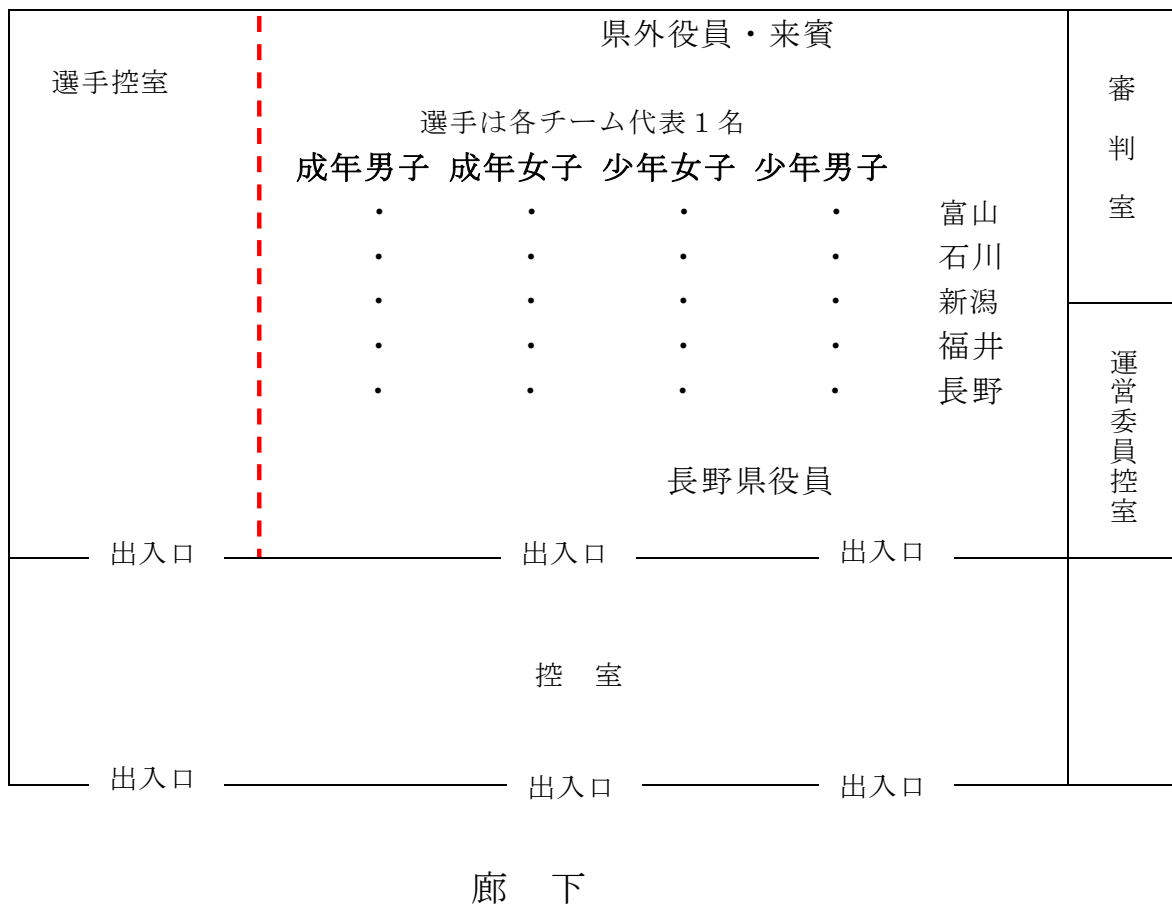 県外役員・来賓
選手控室
選手は各チーム代表1名
成年男子 成年女子 少年女子 少年男子
・ ・ ・ ・ 富山
・ ・ ・ ・ 石川
・ ・ ・ ・ 新潟
・ ・ ・ ・ 福井
・ ・ ・ ・ 長野
長野県役員
審判室
運営委員控室
出入口 出入口 出入口
控 室
出入口 出入口 出入口
廊 下